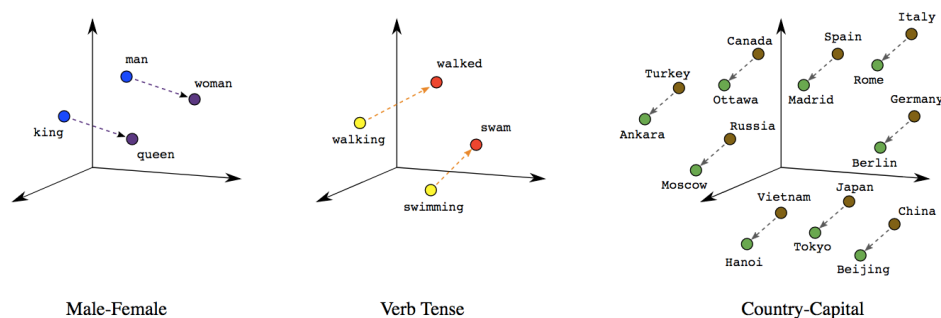 man
woman
king
queen
Male-Female
walked
swam
walking
swimming
Verb Tense
Italy
Canada
Spain
Rome
Turkey
Ottawa
Madrid
Germany
Ankara
Russia
Berlin
Moscow
Vietnam
Japan
China
Hanoi
Tokyo
Beijing
Country-Capital